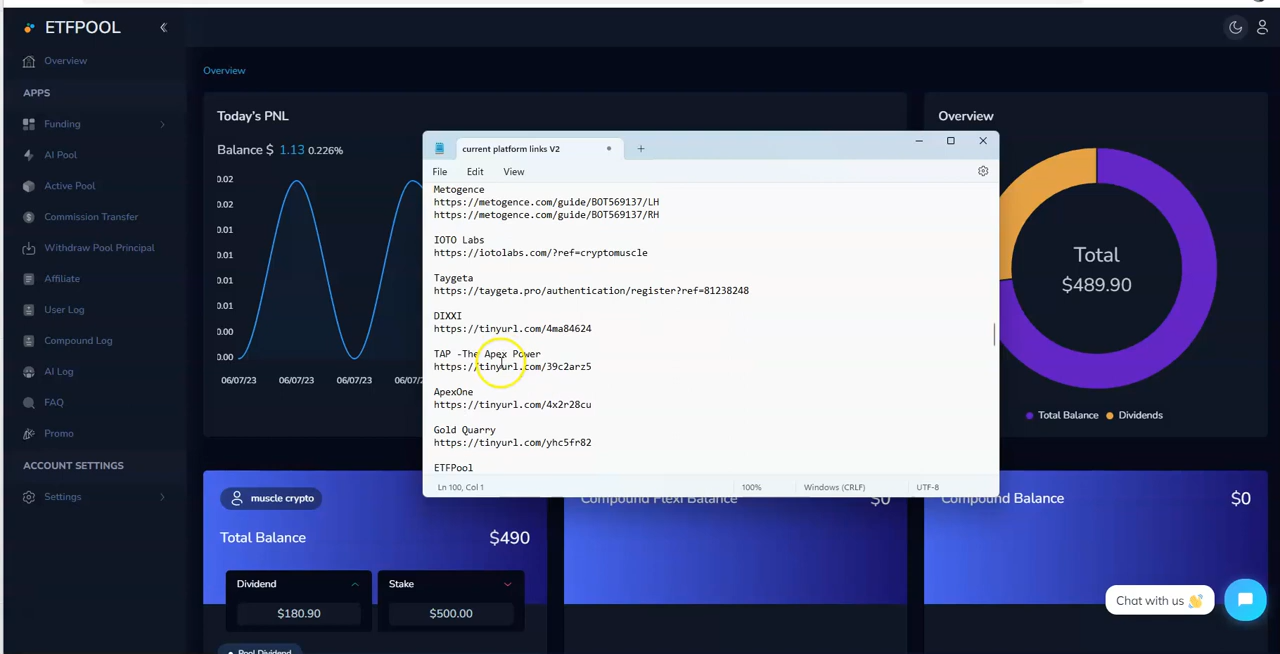 ETFPOOL
Overview
APPS
Funding
AI Pool
Active Pool
Commission Transfer
Withdraw Pool Principal
Affiliate
User Log
Compound Log
AI Log
FAQ
Promo
ACCOUNT SETTINGS
Settings
Overview
Today's PNL
Balance $ 1.13 0.226%
0.02
0.02
0.01
0.01
0.01
0.01
0.00
0.00
06/07/23 06/07/23 06/07/23 06/07/2
current platform links V2
File Edit View
Metogence
https://metogence.com/guide/BOT569137/LH
https://metogence.com/guide/BOT569137/RH
IOTO Labs
https://iotolabs.com/?ref=cryptomuscle
Taygeta
https://taygeta.pro/authentication/register?ref=81238248
DIXXI
https://tinyurl.com/4ma84624
TAP -The Apex Power
https://tinyurl.com/39c2arz5
ApexOne
https://tinyurl.com/4x2r28cu
Gold Quarry
https://tinyurl.com/yhc5fr82
ETFPool
Ln 100, Col 1 100% Windows (CRLF) UTF-8
Overview
Total
$489.90
Total Balance Dividends
muscle crypto
Total Balance $490
Dividend
$180.90
Stake
$500.00
Pool Dividend
Compound Flexi Balance $0
Compound Balance $0
Chat with us 👋